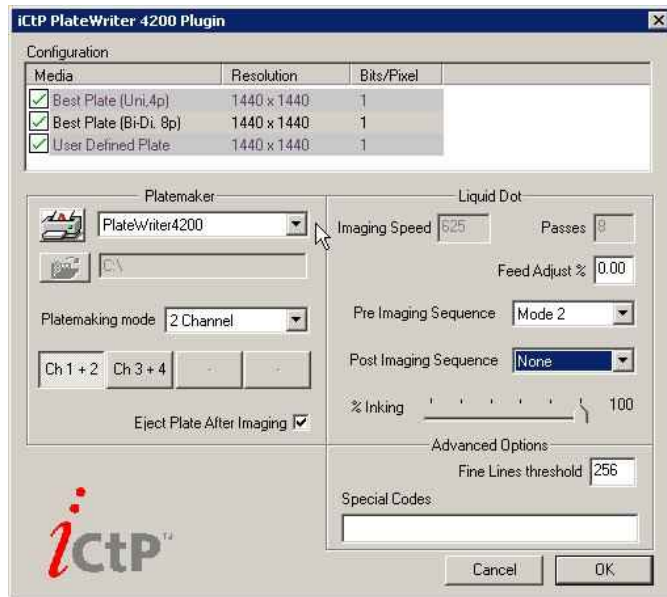 iCtP PlateWriter 4200 Plugin
Configuration
Media Resolution Bits/Pixel
Best Plate (Uni,4p) 1440 x 1440 1
Best Plate (Bi-Di, 8p) 1440 x 1440 1
User Defined Plate 1440 x 1440 1
Platemaker
PlateWriter4200
C:\
Platemaking mode 2 Channel
Ch 1 + 2 Ch 3 + 4 - -
Eject Plate After Imaging
Liquid Dot
Imaging Speed 625 Passes 8
Feed Adjust % 0.00
Pre Imaging Sequence Mode 2
Post Imaging Sequence None
% Inking 100
Advanced Options
Fine Lines threshold 256
Special Codes
iCtP™
Cancel OK